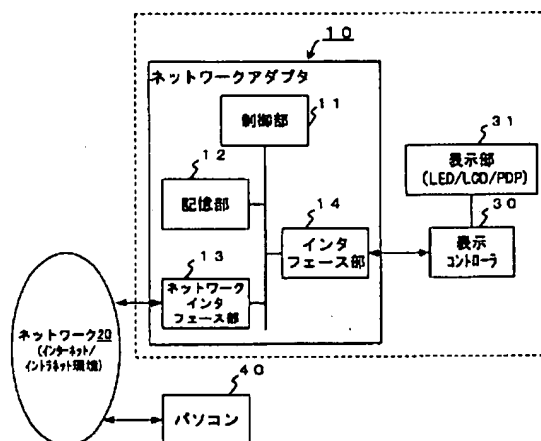 10
ネットワークアダプタ
11
制御部
12
記憶部
13
ネットワーク
インタ
フェース部
14
インタ
フェース部
31
表示部
(LED/LCD/PDP)
30
表示
コントローラ
ネットワーク20
(インターネット/
イントラネット環境)
40
パソコン